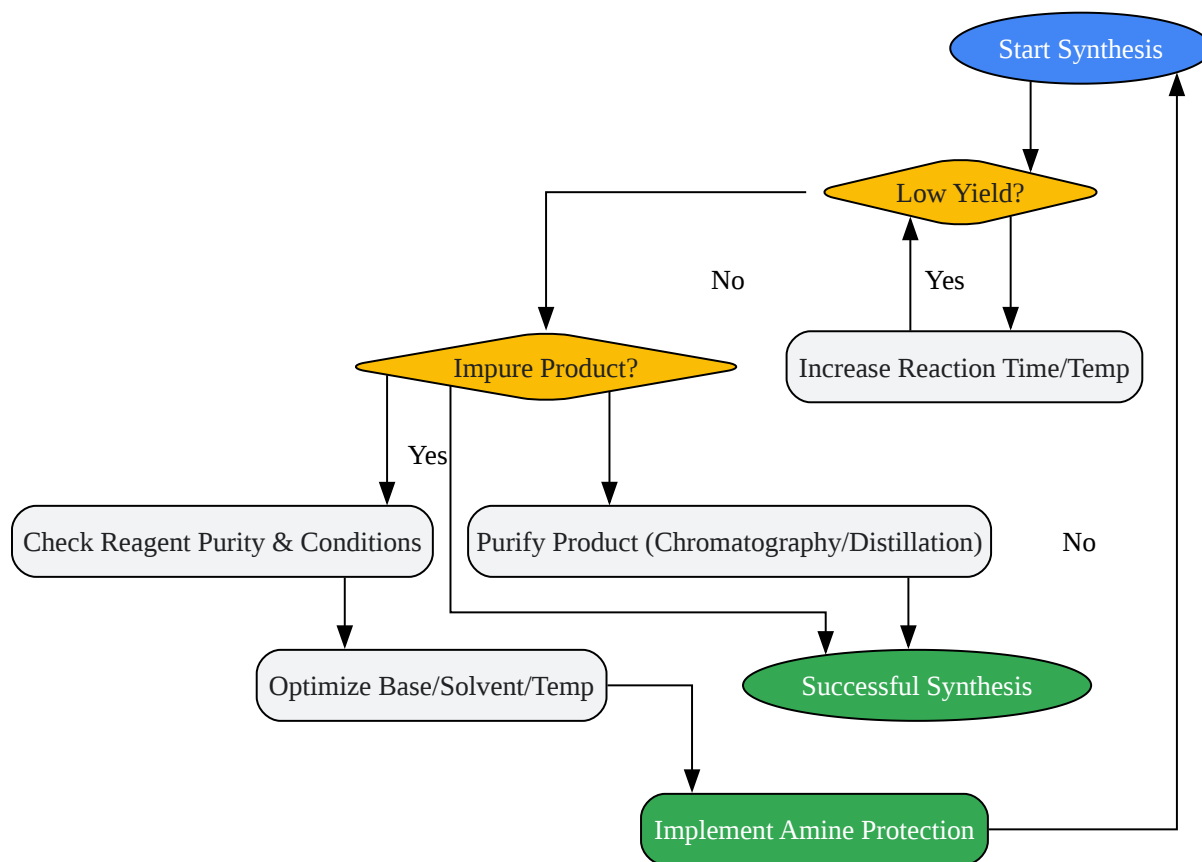 Start Synthesis
Low Yield?
No
Yes
Increase Reaction Time/Temp
Impure Product?
Yes
Check Reagent Purity & Conditions
Purify Product (Chromatography/Distillation)
No
Optimize Base/Solvent/Temp
Successful Synthesis
Implement Amine Protection